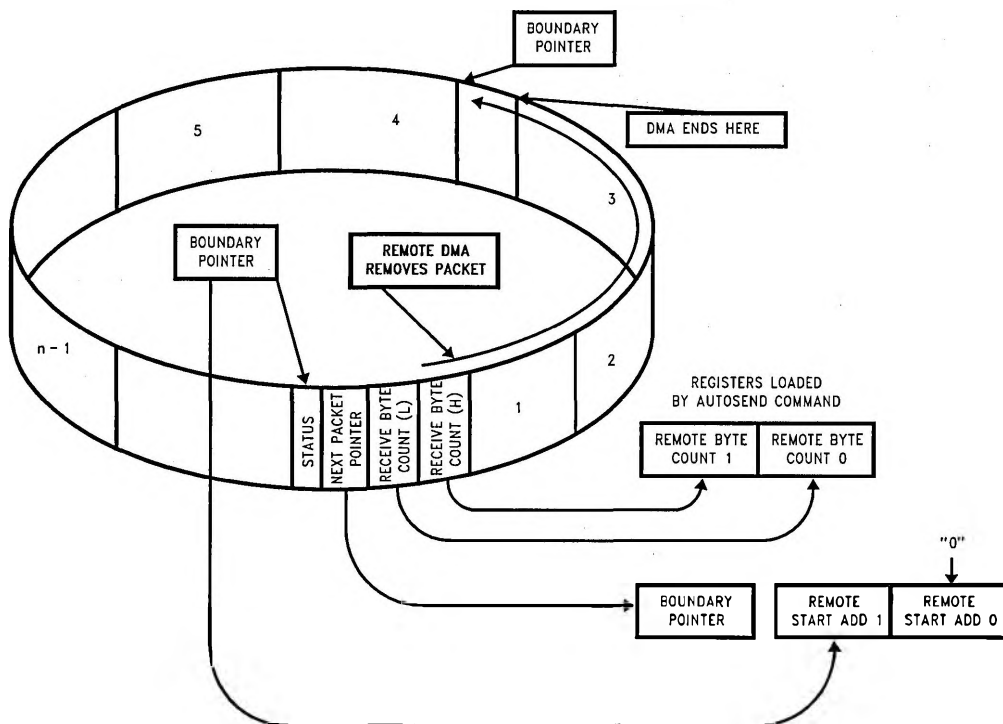 BOUNDARY
POINTER
5
4
DMA ENDS HERE
3
BOUNDARY
POINTER
REMOTE DMA
REMOVES PACKET
n-1
2
1
STATUS
NEXT PACKET
POINTER
RECEIVE BYTE
COUNT (L)
RECEIVE BYTE
COUNT (H)
REGISTERS LOADED
BY AUTOSEND COMMAND
REMOTE BYTE
COUNT 1
REMOTE BYTE
COUNT 0
"0"
BOUNDARY
POINTER
REMOTE
START ADD 1
REMOTE
START ADD 0